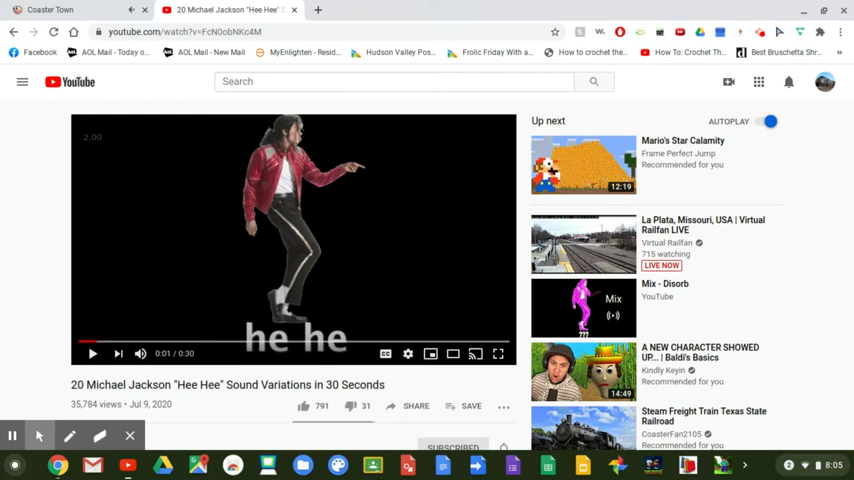 Coaster Town
20 Michael Jackson "Hee Hee" S
youtube.com/watch?v=FcN0obNKc4M
Facebook
AOL Mail - Today o...
AOL Mail - New Mail
MyEnlighten - Resid...
Hudson Valley Pos...
Frolic Friday With a...
How to crochet the...
How To: Crochet Th...
Best Bruschetta Shr...
YouTube
Search
2.00
he he
0:01 / 0:30
20 Michael Jackson "Hee Hee" Sound Variations in 30 Seconds
35,784 views • Jul 9, 2020
791
31
SHARE
SAVE
SUBSCRIBED
Up next
AUTOPLAY
Mario's Star Calamity
Frame Perfect Jump
Recommended for you
12:19
La Plata, Missouri, USA | Virtual
Railfan LIVE
Virtual Railfan
715 watching
LIVE NOW
Mix - Disorb
YouTube
Mix
???
A NEW CHARACTER SHOWED
UP... | Baldi's Basics
Kindly Keyin
Recommended for you
14:49
Steam Freight Train Texas State
Railroad
CoasterFan2105
Recommended for you
2
8:05